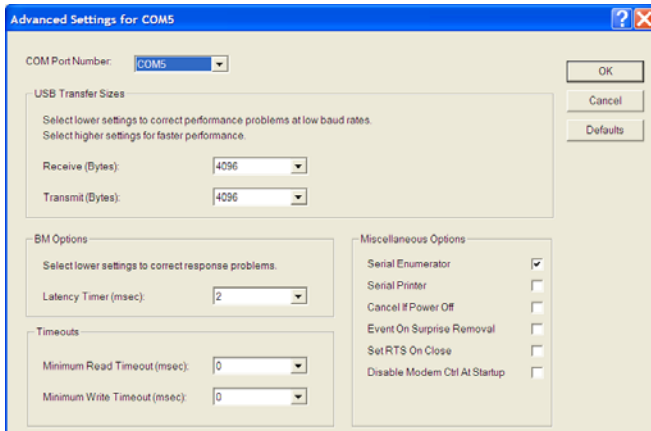 Advanced Settings for COM5
COM Port Number: COM5
OK
Cancel
Defaults
USB Transfer Sizes
Select lower settings to correct performance problems at low baud rates.
Select higher settings for faster performance.
Receive (Bytes): 4096
Transmit (Bytes): 4096
BM Options
Select lower settings to correct response problems.
Latency Timer (msec): 2
Timeouts
Minimum Read Timeout (msec): 0
Minimum Write Timeout (msec): 0
Miscellaneous Options
Serial Enumerator
Serial Printer
Cancel If Power Off
Event On Surprise Removal
Set RTS On Close
Disable Modem Ctrl At Startup